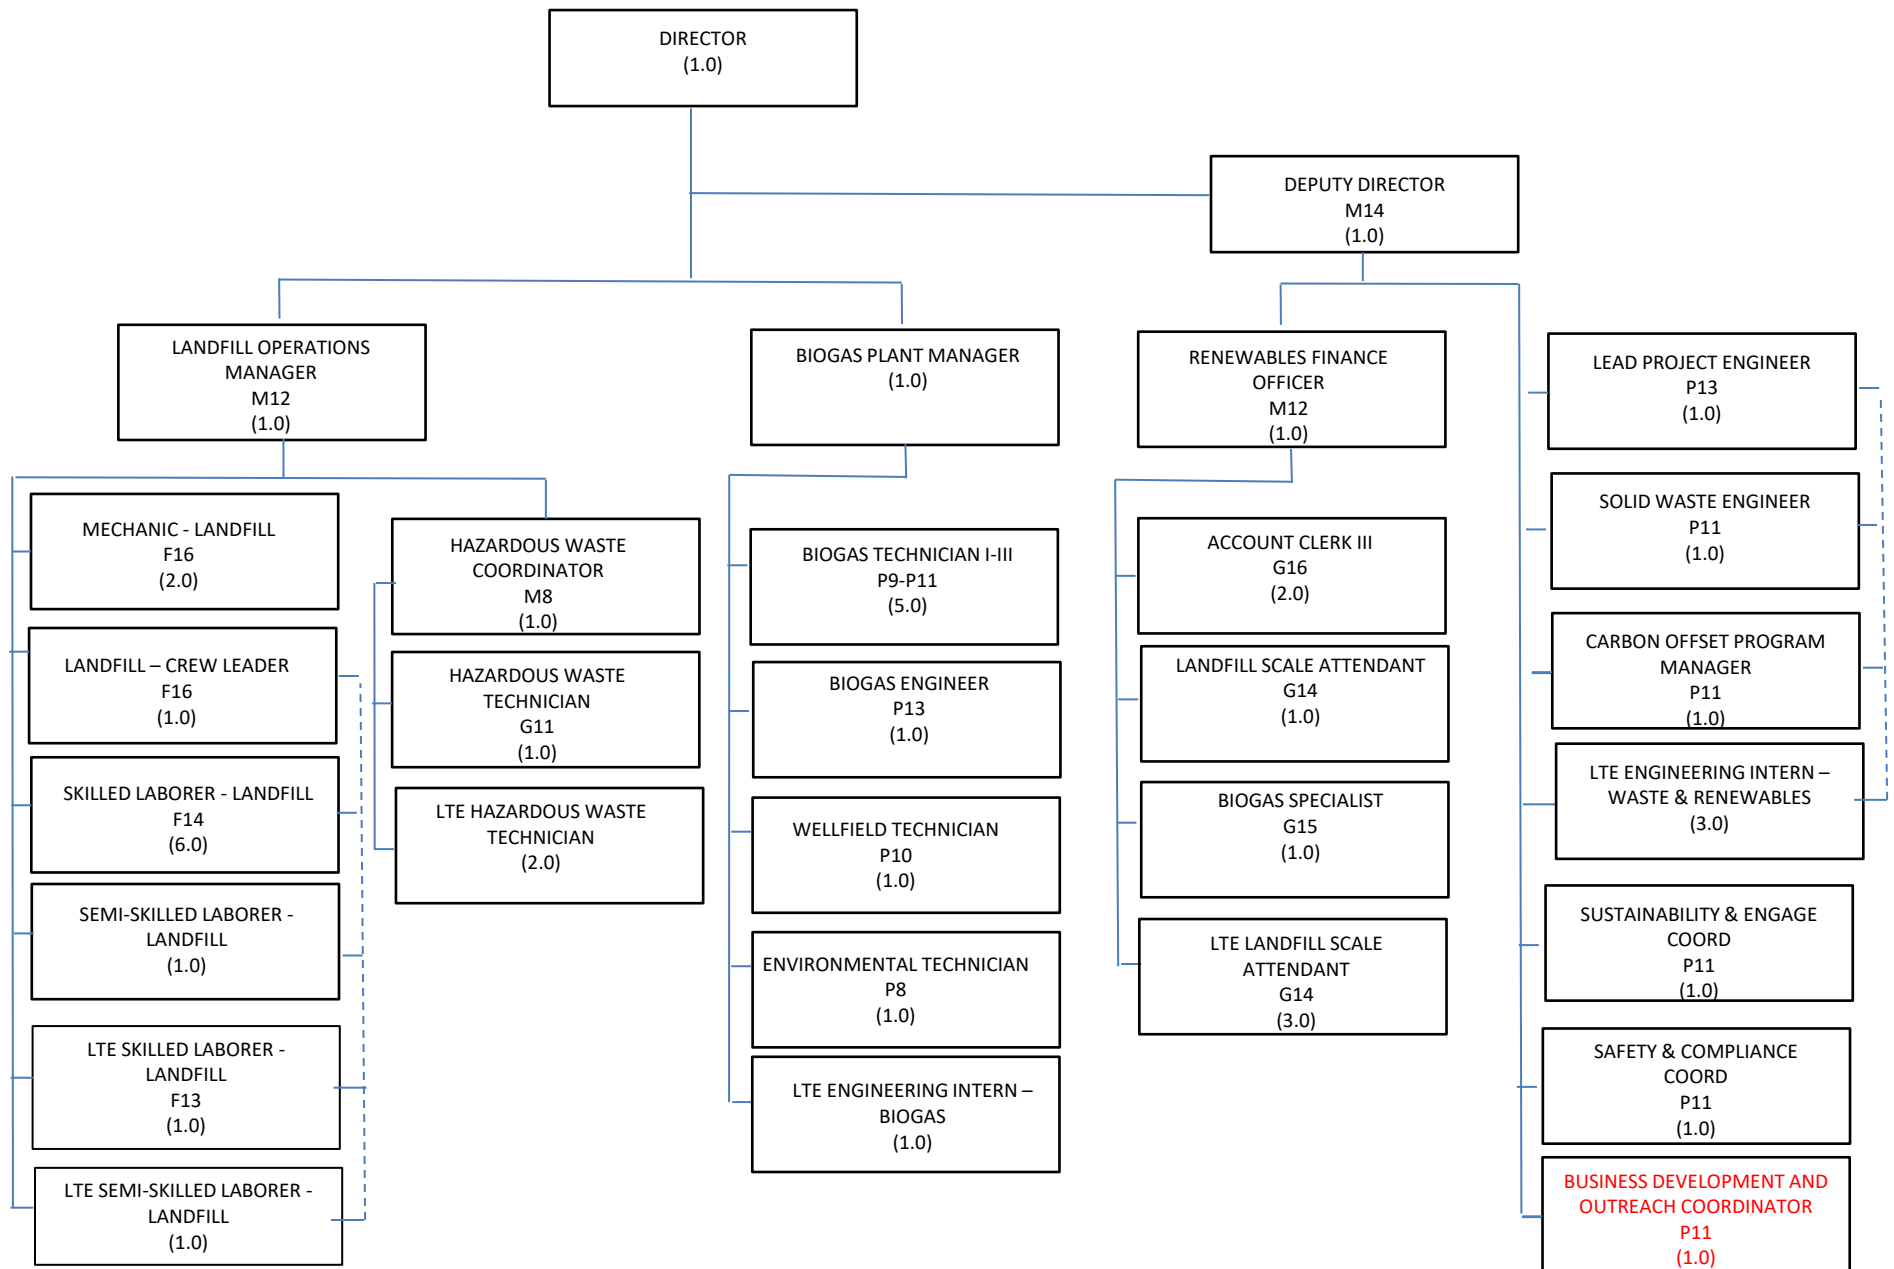 DIRECTOR
(1.0)
DEPUTY DIRECTOR
M14
(1.0)
LANDFILL OPERATIONS
MANAGER
M12
(1.0)
BIOGAS PLANT MANAGER
(1.0)
RENEWABLES FINANCE
OFFICER
M12
(1.0)
LEAD PROJECT ENGINEER
P13
(1.0)
MECHANIC - LANDFILL
F16
(2.0)
LANDFILL – CREW LEADER
F16
(1.0)
SKILLED LABORER - LANDFILL
F14
(6.0)
SEMI-SKILLED LABORER -
LANDFILL
(1.0)
LTE SKILLED LABORER -
LANDFILL
F13
(1.0)
LTE SEMI-SKILLED LABORER -
LANDFILL
(1.0)
HAZARDOUS WASTE
COORDINATOR
M8
(1.0)
HAZARDOUS WASTE
TECHNICIAN
G11
(1.0)
LTE HAZARDOUS WASTE
TECHNICIAN
(2.0)
BIOGAS TECHNICIAN I-III
P9-P11
(5.0)
BIOGAS ENGINEER
P13
(1.0)
WELLFIELD TECHNICIAN
P10
(1.0)
ENVIRONMENTAL TECHNICIAN
P8
(1.0)
LTE ENGINEERING INTERN –
BIOGAS
(1.0)
ACCOUNT CLERK III
G16
(2.0)
LANDFILL SCALE ATTENDANT
G14
(1.0)
BIOGAS SPECIALIST
G15
(1.0)
LTE LANDFILL SCALE
ATTENDANT
G14
(3.0)
SOLID WASTE ENGINEER
P11
(1.0)
CARBON OFFSET PROGRAM
MANAGER
P11
(1.0)
LTE ENGINEERING INTERN –
WASTE & RENEWABLES
(3.0)
SUSTAINABILITY & ENGAGE
COORD
P11
(1.0)
SAFETY & COMPLIANCE
COORD
P11
(1.0)
BUSINESS DEVELOPMENT AND
OUTREACH COORDINATOR
P11
(1.0)